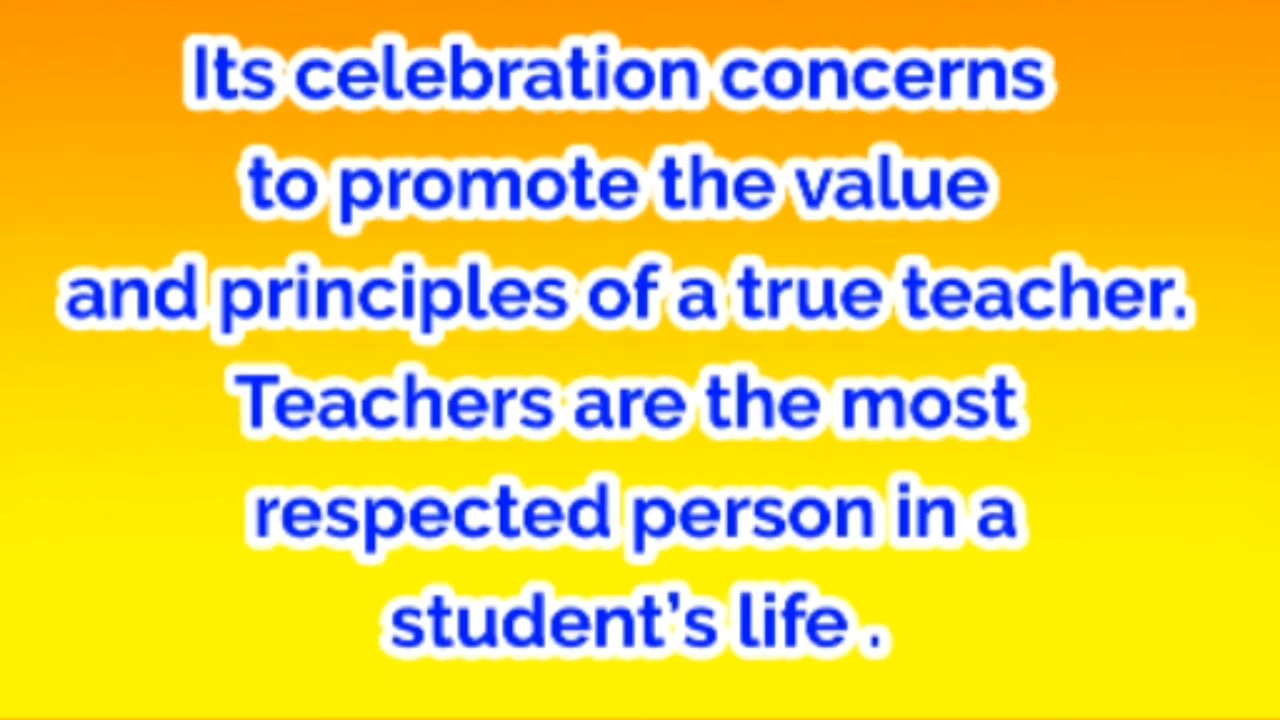 Its celebration concerns
to promote the value
and principles of a true teacher.
Teachers are the most
respected person in a
student’s life .